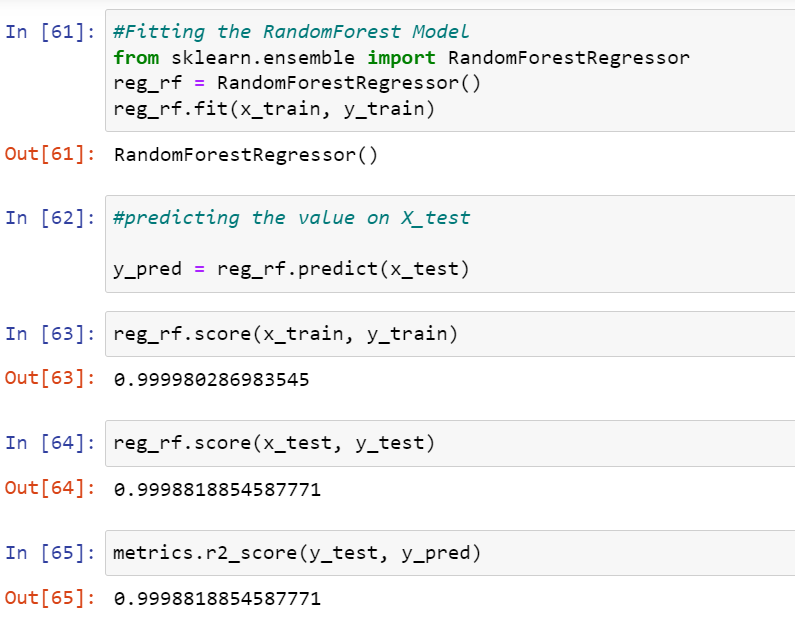 In [61]: #Fitting the RandomForest Model
from sklearn.ensemble import RandomForestRegressor
reg_rf = RandomForestRegressor()
reg_rf.fit(x_train, y_train)
Out[61]: RandomForestRegressor()
In [62]: #predicting the value on X_test
y_pred = reg_rf.predict(x_test)
In [63]: reg_rf.score(x_train, y_train)
Out[63]: 0.999980286983545
In [64]: reg_rf.score(x_test, y_test)
Out[64]: 0.9998818854587771
In [65]: metrics.r2_score(y_test, y_pred)
Out[65]: 0.9998818854587771